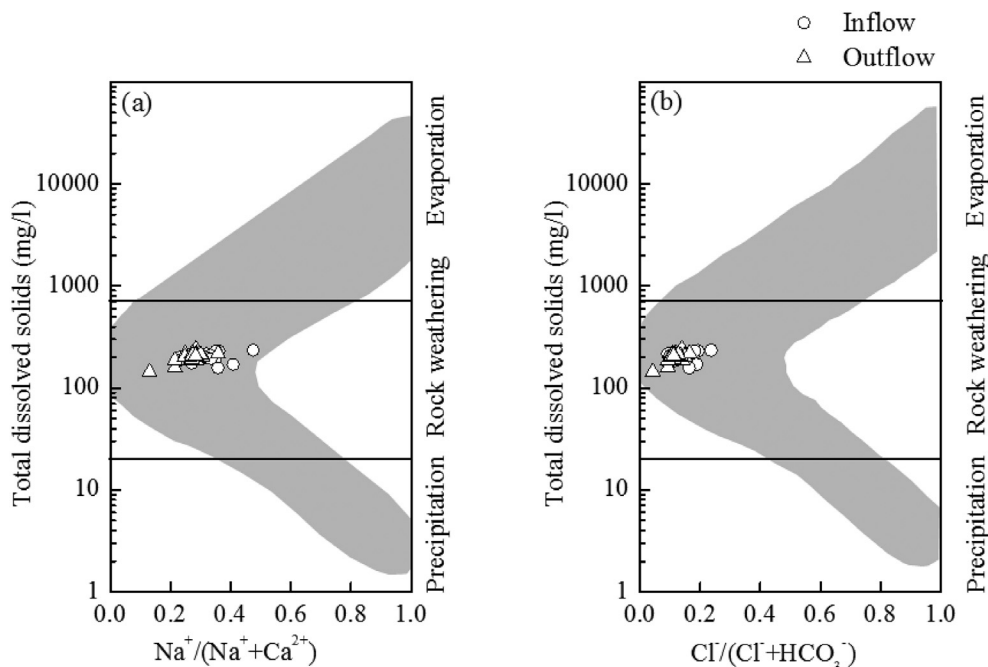 Inflow
Outflow
(a)
Total dissolved solids (mg/l)
10000
1000
100
10
1
0.0 0.2 0.4 0.6 0.8 1.0
Na⁺/(Na⁺+Ca²⁺)
Evaporation
Rock weathering
Precipitation
(b)
Total dissolved solids (mg/l)
10000
1000
100
10
1
0.0 0.2 0.4 0.6 0.8 1.0
Cl⁻/(Cl⁻+HCO₃⁻)
Evaporation
Rock weathering
Precipitation